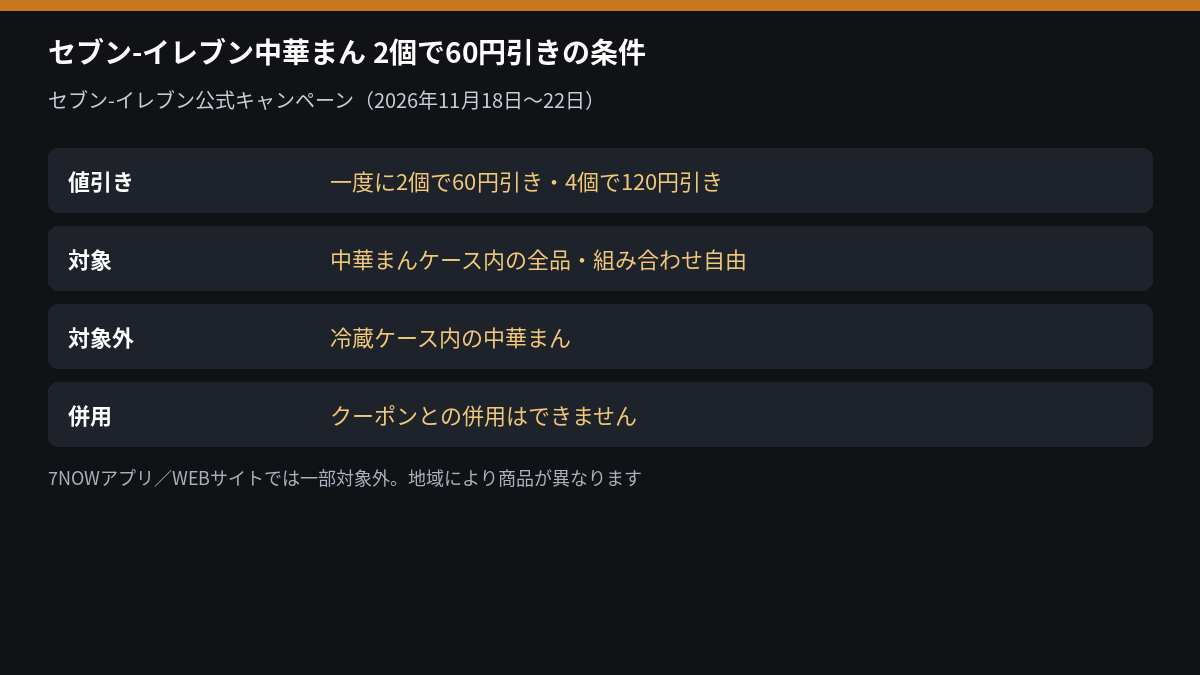 セブン-イレブン中華まん 2個で60円引きの条件
セブン-イレブン公式キャンペーン（2026年11月18日〜22日）
値引き 一度に2個で60円引き・4個で120円引き
対象 中華まんケース内の全品・組み合わせ自由
対象外 冷蔵ケース内の中華まん
併用 クーポンとの併用はできません
7NOWアプリ／WEBサイトでは一部対象外。地域により商品が異なります